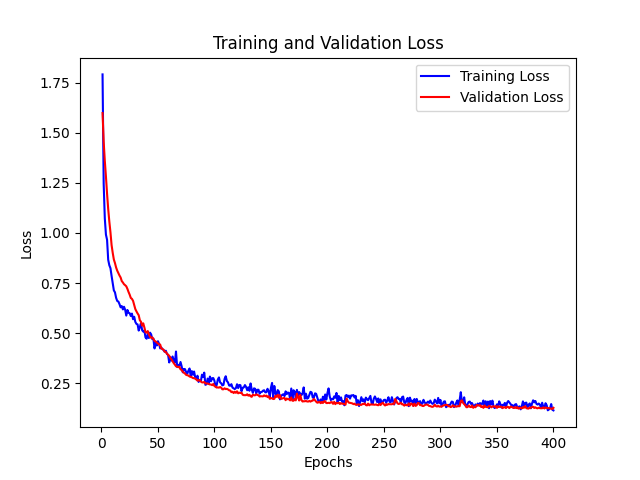 Training and Validation Loss
Training Loss
Validation Loss
1.75
1.50
1.25
1.00
0.75
0.50
0.25
Loss
0 50 100 150 200 250 300 350 400
Epochs